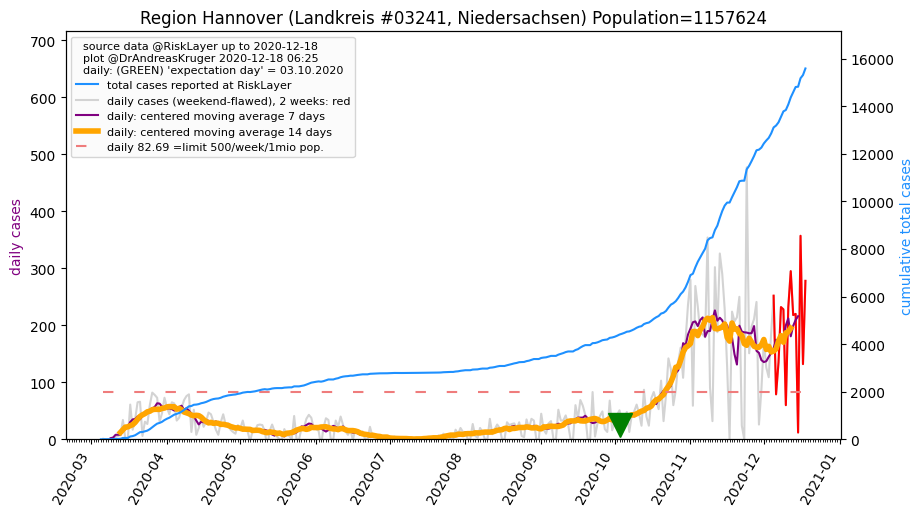 Region Hannover (Landkreis #03241, Niedersachsen) Population=1157624
source data @RiskLayer up to 2020-12-18
plot @DrAndreasKruger 2020-12-18 06:25
daily: (GREEN) 'expectation day' = 03.10.2020
total cases reported at RiskLayer
daily cases (weekend-flawed), 2 weeks: red
daily: centered moving average 7 days
daily: centered moving average 14 days
daily 82.69 =limit 500/week/1mio pop.
daily cases
700
600
500
400
300
200
100
0
cumulative total cases
16000
14000
12000
10000
8000
6000
4000
2000
0
2020-03
2020-04
2020-05
2020-06
2020-07
2020-08
2020-09
2020-10
2020-11
2020-12
2021-01